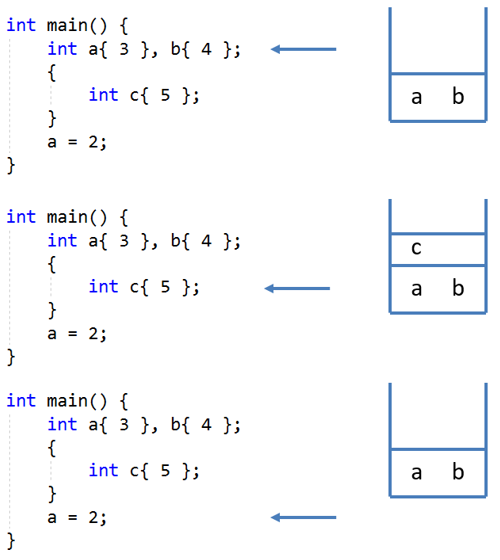 int main() {
int a{ 3 }, b{ 4 };
{
int c{ 5 };
}
a = 2;
}
a b
int main() {
int a{ 3 }, b{ 4 };
{
int c{ 5 };
}
a = 2;
}
c
a b
int main() {
int a{ 3 }, b{ 4 };
{
int c{ 5 };
}
a = 2;
}
a b